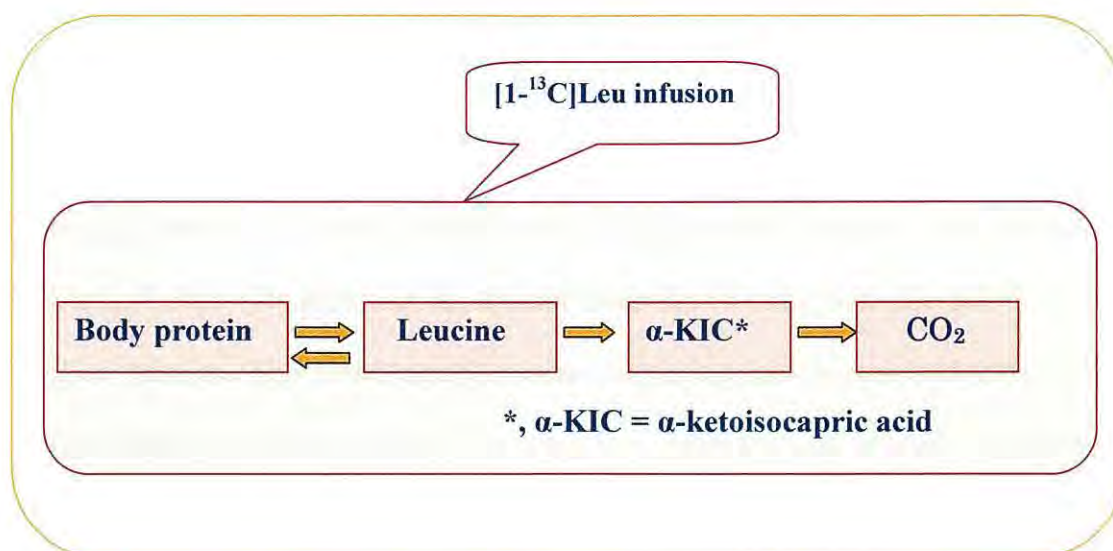 [1-¹³C]Leu infusion
Body protein Leucine α-KIC* CO₂
*, α-KIC = α-ketoisocapric acid